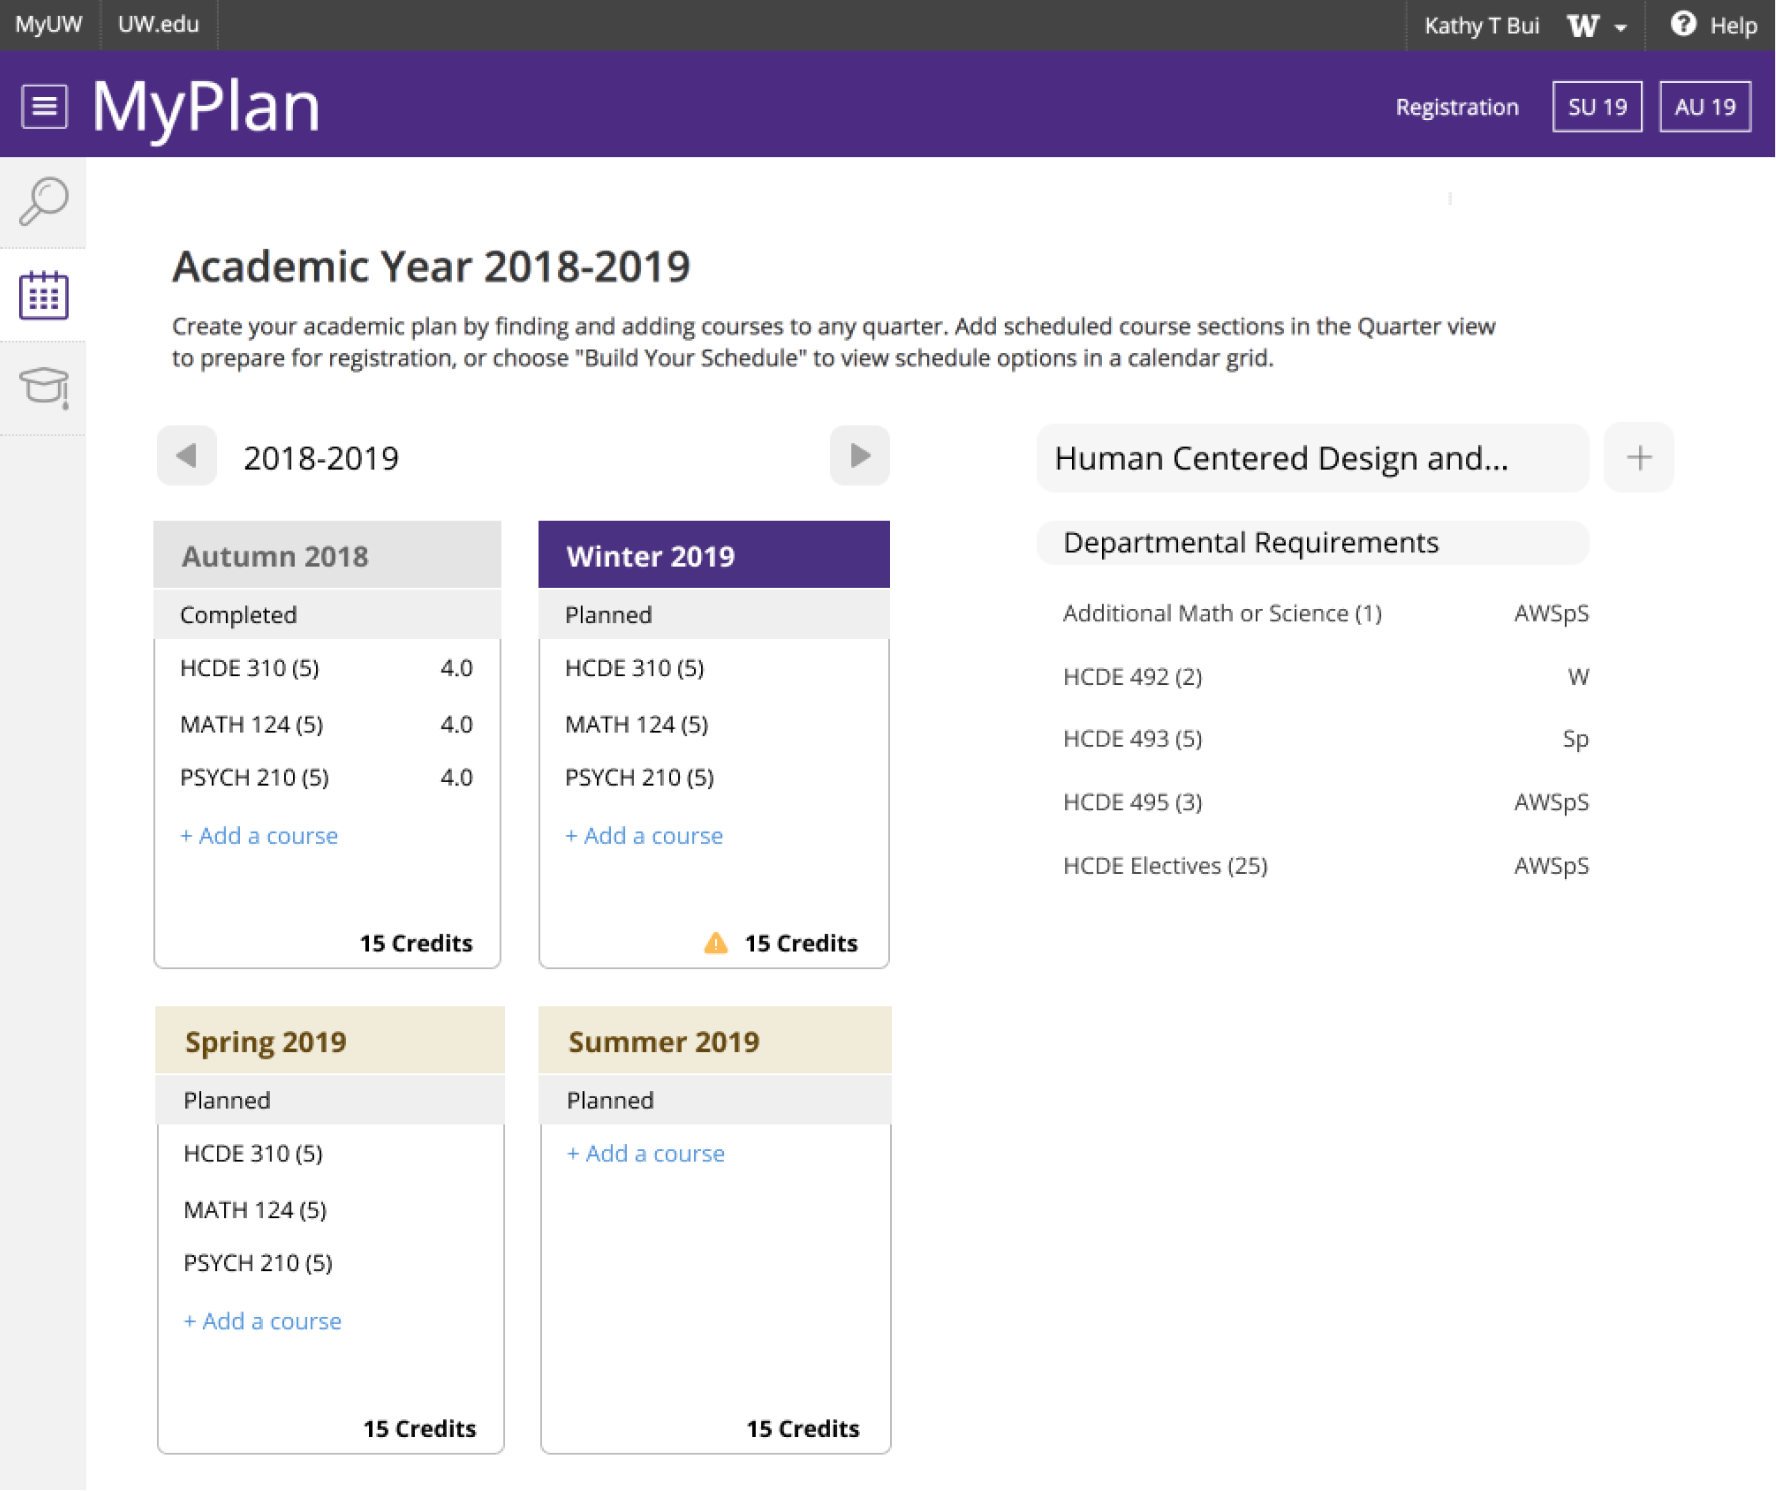 MyUW
UW.edu
Kathy T Bui
W
Help
MyPlan
Registration
SU 19
AU 19
Academic Year 2018-2019
Create your academic plan by finding and adding courses to any quarter. Add scheduled course sections in the Quarter view
to prepare for registration, or choose "Build Your Schedule" to view schedule options in a calendar grid.
2018-2019
Autumn 2018
Completed
HCDE 310 (5) 4.0
MATH 124 (5) 4.0
PSYCH 210 (5) 4.0
+ Add a course
15 Credits
Winter 2019
Planned
HCDE 310 (5)
MATH 124 (5)
PSYCH 210 (5)
+ Add a course
15 Credits
Spring 2019
Planned
HCDE 310 (5)
MATH 124 (5)
PSYCH 210 (5)
+ Add a course
15 Credits
Summer 2019
Planned
+ Add a course
15 Credits
Human Centered Design and...
+
Departmental Requirements
Additional Math or Science (1) AWSpS
HCDE 492 (2) W
HCDE 493 (5) Sp
HCDE 495 (3) AWSpS
HCDE Electives (25) AWSpS